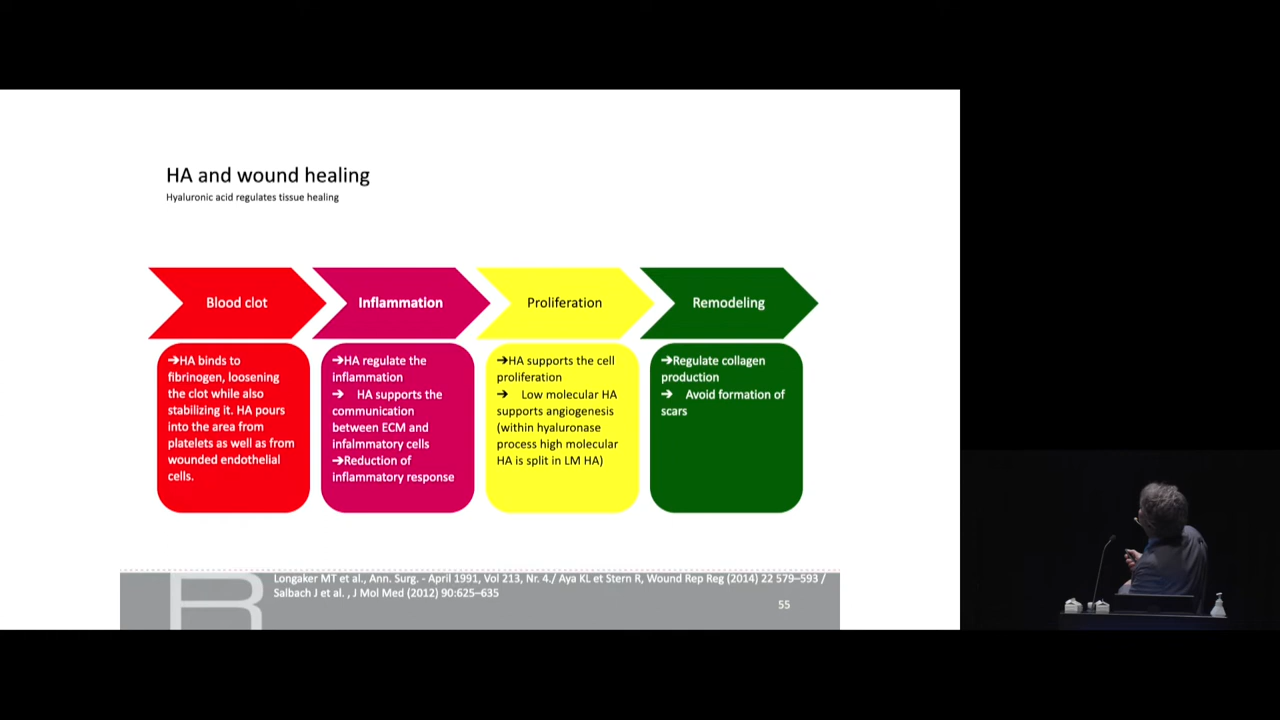 HA and wound healing
Hyaluronic acid regulates tissue healing
Blood clot
Inflammation
Proliferation
Remodeling
➔HA binds to
fibrinogen, loosening
the clot while also
stabilizing it. HA pours
into the area from
platelets as well as from
wounded endothelial
cells.
➔HA regulate the
inflammation
➔ HA supports the
communication
between ECM and
infalmmatory cells
➔Reduction of
inflammatory response
➔HA supports the cell
proliferation
➔ Low molecular HA
supports angiogenesis
(within hyaluronase
process high molecular
HA is split in LM HA)
➔Regulate collagen
production
➔ Avoid formation of
scars
Longaker MT et al., Ann. Surg. - April 1991, Vol 213, Nr. 4./ Aya KL et Stern R, Wound Rep Reg (2014) 22 579–593 /
Salbach J et al. , J Mol Med (2012) 90:625–635
55